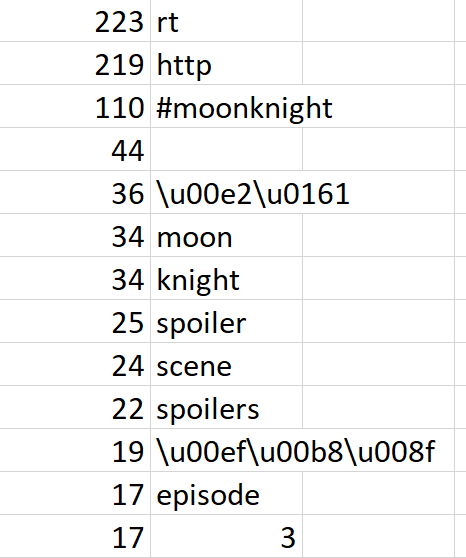 223 rt
219 http
110 #moonknight
44
36 \u00e2\u0161
34 moon
34 knight
25 spoiler
24 scene
22 spoilers
19 \u00ef\u00b8\u008f
17 episode
17 3